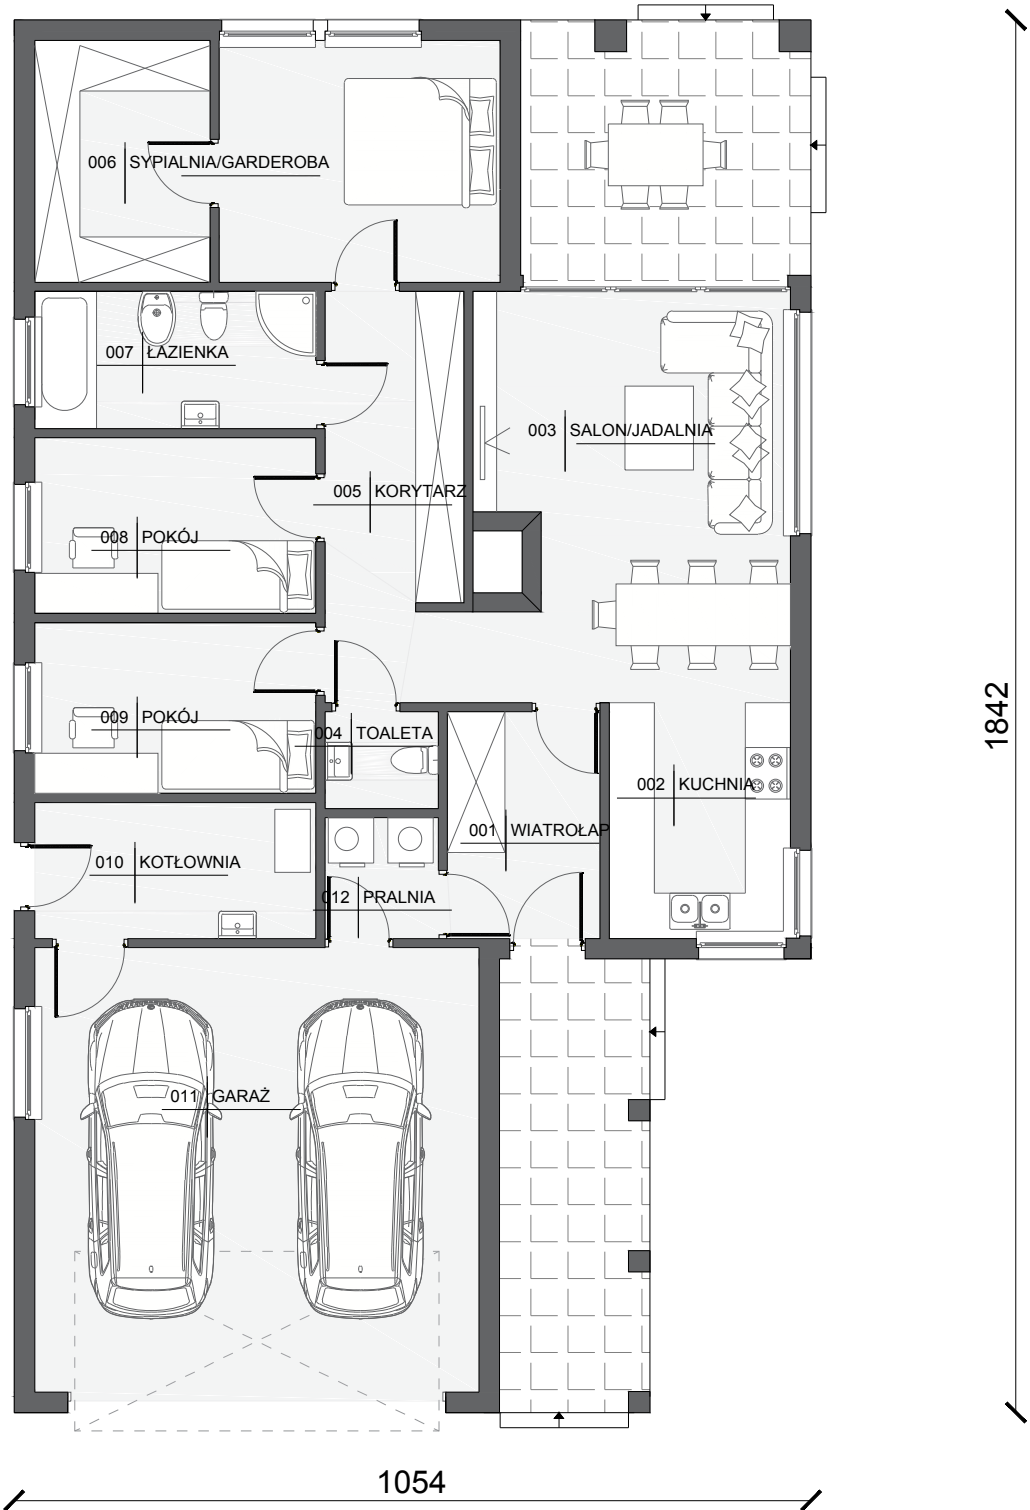 006 SYPIALNIA/GARDEROBA
007 ŁAZIENKA
003 SALON/JADALNIA
005 KORYTARZ
008 POKÓJ
009 POKÓJ
004 TOALETA
002 KUCHNIA
001 WIATROŁAP
010 KOTŁOWNIA
012 PRALNIA
011 GARAŻ
1842
1054